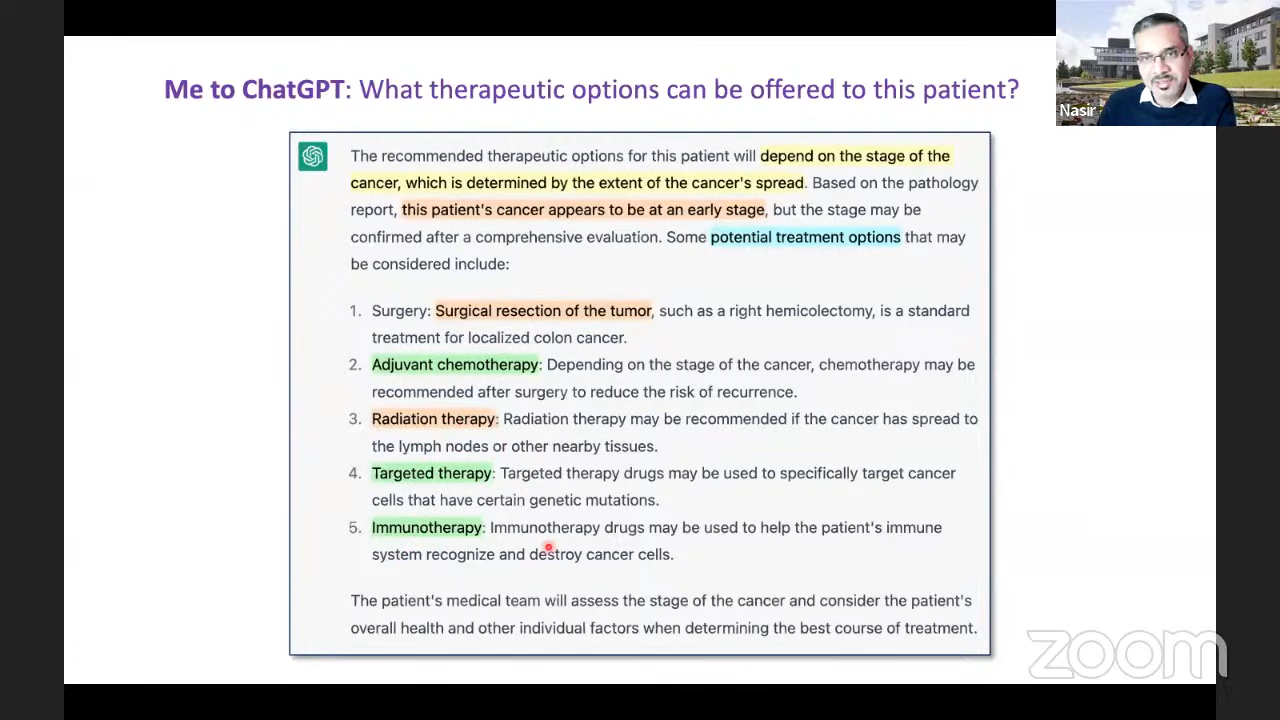 Me to ChatGPT: What therapeutic options can be offered to this patient?
Nasir
The recommended therapeutic options for this patient will depend on the stage of the
cancer, which is determined by the extent of the cancer's spread. Based on the pathology
report, this patient's cancer appears to be at an early stage, but the stage may be
confirmed after a comprehensive evaluation. Some potential treatment options that may
be considered include:
1. Surgery: Surgical resection of the tumor, such as a right hemicolectomy, is a standard
treatment for localized colon cancer.
2. Adjuvant chemotherapy: Depending on the stage of the cancer, chemotherapy may be
recommended after surgery to reduce the risk of recurrence.
3. Radiation therapy: Radiation therapy may be recommended if the cancer has spread to
the lymph nodes or other nearby tissues.
4. Targeted therapy: Targeted therapy drugs may be used to specifically target cancer
cells that have certain genetic mutations.
5. Immunotherapy: Immunotherapy drugs may be used to help the patient's immune
system recognize and destroy cancer cells.
The patient's medical team will assess the stage of the cancer and consider the patient's
overall health and other individual factors when determining the best course of treatment.
zoom